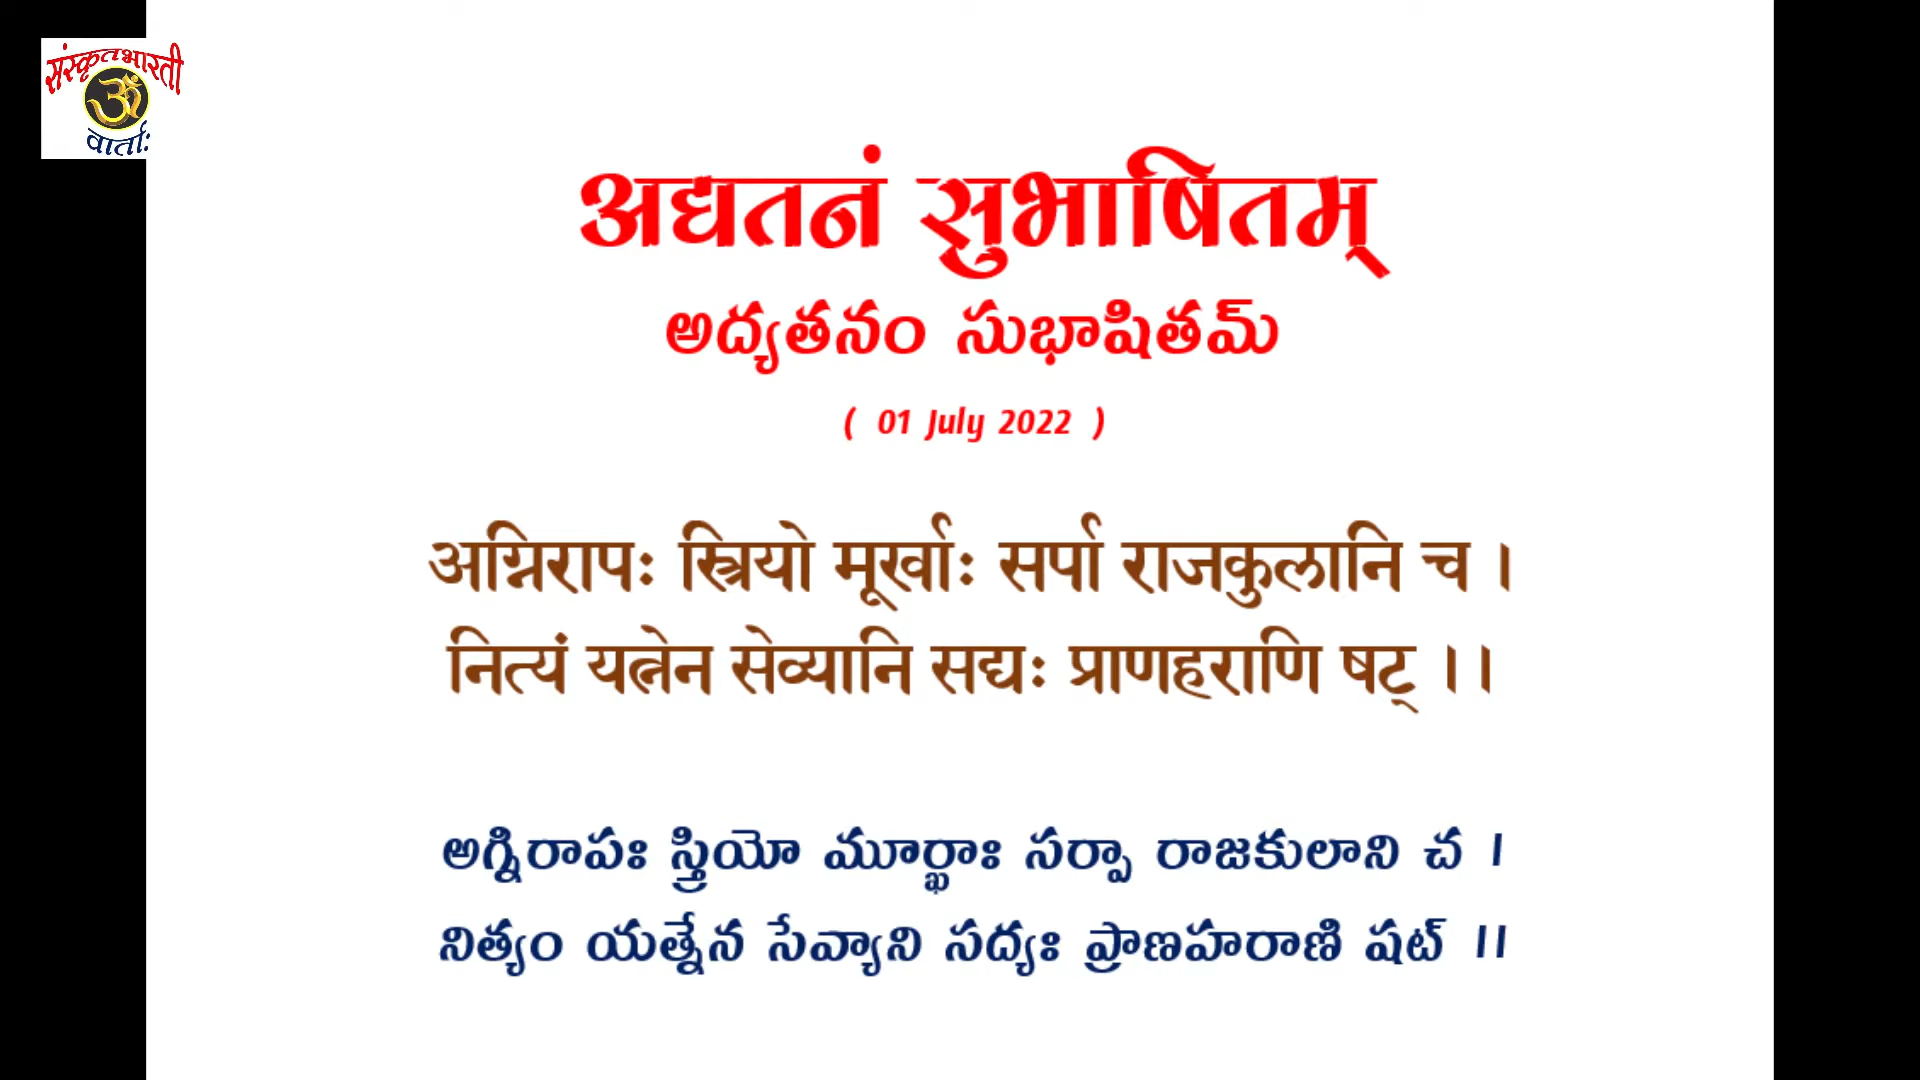 संस्कृतभारती
ॐ
वार्ताः
अद्यतनं सुभाषितम्
అద్యతనం సుభాషితమ్
( 01 July 2022 )
अग्निरापः स्त्रियो मूर्खाः सर्पा राजकुलानि च ।
नित्यं यत्नेन सेव्यानि सद्यः प्राणहराणि षट् ।।
అగ్నిరాపః స్త్రియో మూర్ఖాః సర్పా రాజకులాని చ ।
నిత్యం యత్నేన సేవ్యాని సద్యః ప్రాణహరాణి షట్ ।।